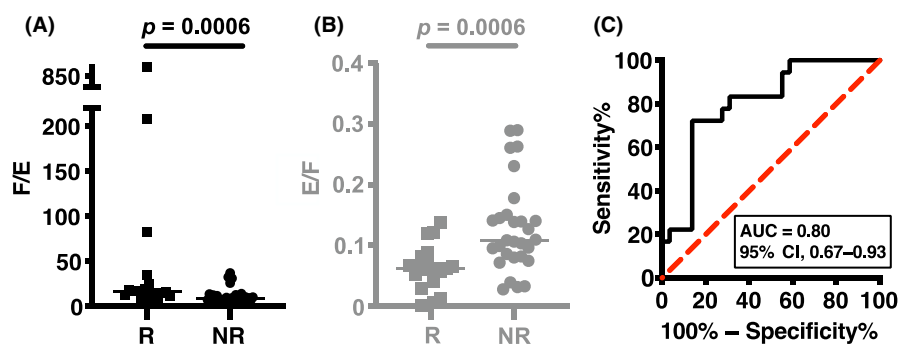 (A)
p = 0.0006
850
200
150
100
50
0
F/E
R
NR
(B)
p = 0.0006
0.4
0.3
0.2
0.1
0
E/F
R
NR
(C)
100
80
60
40
20
0
Sensitivity%
AUC = 0.80
95% CI, 0.67–0.93
0 20 40 60 80 100
100% – Specificity%